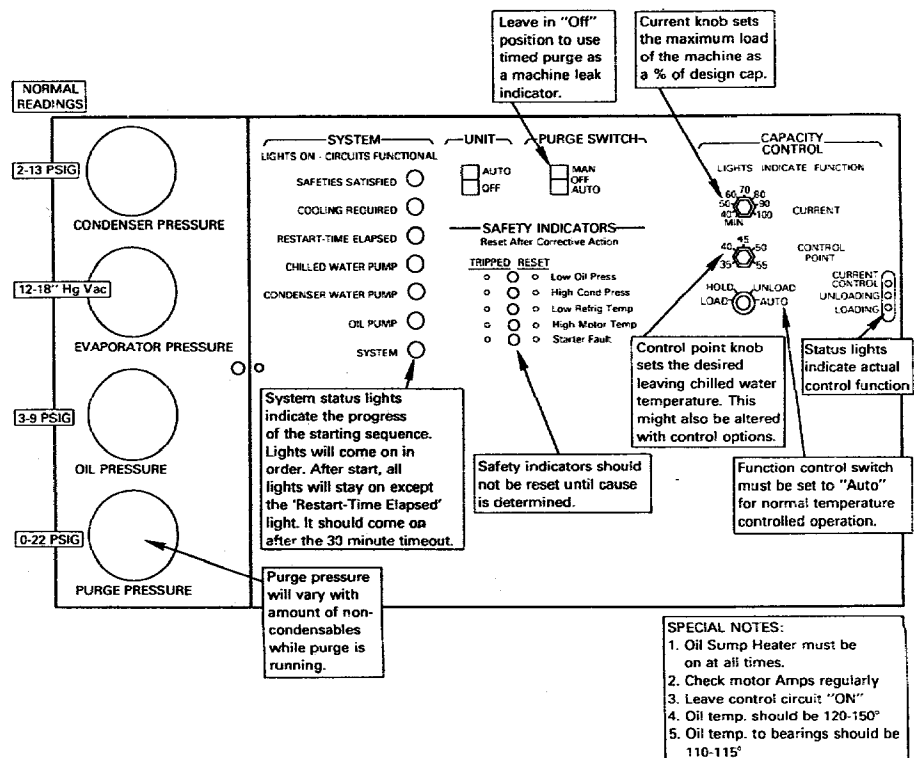 Leave in "Off"
position to use
timed purge as
a machine leak
indicator.
Current knob sets
the maximum load
of the machine as
a % of design cap.
NORMAL
READINGS
2-13 PSIG
CONDENSER PRESSURE
12-18" Hg Vac
EVAPORATOR PRESSURE
3-9 PSIG
OIL PRESSURE
0-22 PSIG
PURGE PRESSURE
Purge pressure
will vary with
amount of non-
condensables
while purge is
running.
SYSTEM
LIGHTS ON - CIRCUITS FUNCTIONAL
SAFETIES SATISFIED
COOLING REQUIRED
RESTART-TIME ELAPSED
CHILLED WATER PUMP
CONDENSER WATER PUMP
OIL PUMP
SYSTEM
System status lights
indicate the progress
of the starting sequence.
Lights will come on in
order. After start, all
lights will stay on except
the 'Restart-Time Elapsed'
light. It should come on
after the 30 minute timeout.
UNIT
AUTO
OFF
PURGE SWITCH
MAN
OFF
AUTO
SAFETY INDICATORS
Reset After Corrective Action
TRIPPED RESET
Low Oil Press
High Cond Press
Low Refrig Temp
High Motor Temp
Starter Fault
Safety indicators should
not be reset until cause
is determined.
CAPACITY
CONTROL
LIGHTS INDICATE FUNCTION
40 50 60 70 80 90 100
MIN
CURRENT
35 40 45 50 55
CONTROL
POINT
HOLD UNLOAD
LOAD AUTO
CURRENT
CONTROL
UNLOADING
LOADING
Control point knob
sets the desired
leaving chilled water
temperature. This
might also be altered
with control options.
Status lights
indicate actual
control function
Function control switch
must be set to "Auto"
for normal temperature
controlled operation.
SPECIAL NOTES:
1. Oil Sump Heater must be
on at all times.
2. Check motor Amps regularly
3. Leave control circuit "ON"
4. Oil temp. should be 120-150°
5. Oil temp. to bearings should be
110-115°